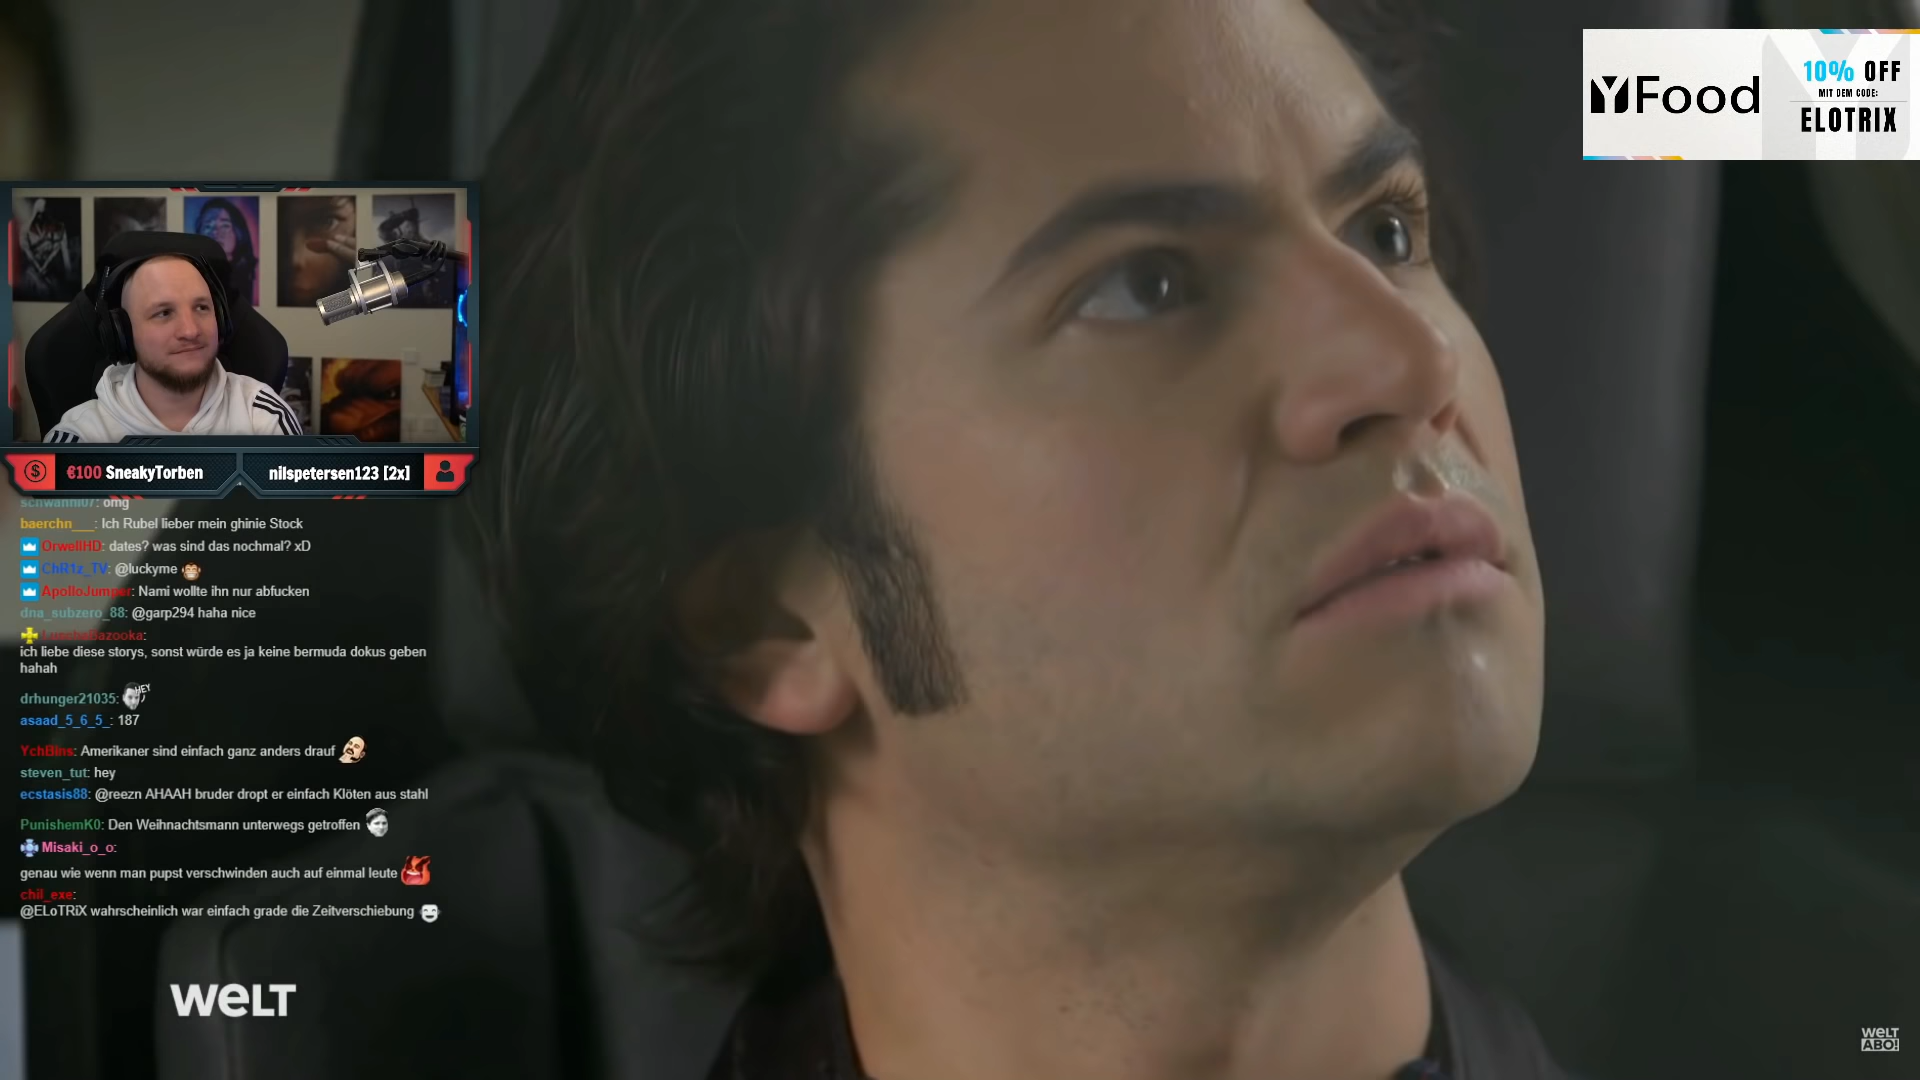 YFood
10% OFF
MIT DEM CODE:
ELOTRIX
€100 SneakyTorben
nilspetersen123 [2x]
schwammi07: omg
baerchn___: Ich Rubel lieber mein ghinie Stock
OrwellHD: dates? was sind das nochmal? xD
ChR1z_TV: @luckyme
ApolloJumper: Nami wollte ihn nur abfucken
dna_subzero_88: @garp294 haha nice
ich liebe diese storys, sonst würde es ja keine bermuda dokus geben
hahah
drhunger21035: HEY
asaad_5_6_5_: 187
YchBins: Amerikaner sind einfach ganz anders drauf
steven_tut: hey
ecstasis88: @reezn AHAAH bruder dropt er einfach Klöten aus stahl
PunishemK0: Den Weihnachtsmann unterwegs getroffen
Misaki_o_o:
genau wie wenn man pupst verschwinden auch auf einmal leute
chil_exe:
@ELoTRiX wahrscheinlich war einfach grade die Zeitverschiebung
WELT
WELT
ABO!